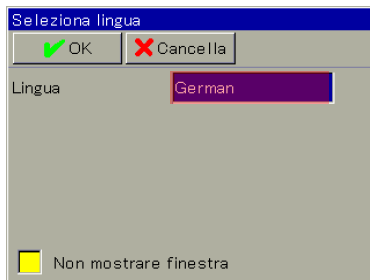 Seleziona lingua
OK Cancella
Lingua German
Non mostrare finestra